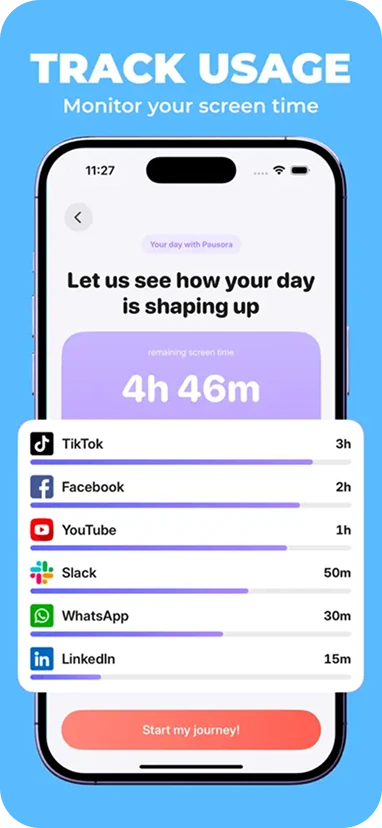 TRACK USAGE
Monitor your screen time
11:27
Your day with Pausora
Let us see how your day
is shaping up
remaining screen time
4h 46m
TikTok 3h
Facebook 2h
YouTube 1h
Slack 50m
WhatsApp 30m
LinkedIn 15m
Start my journey!